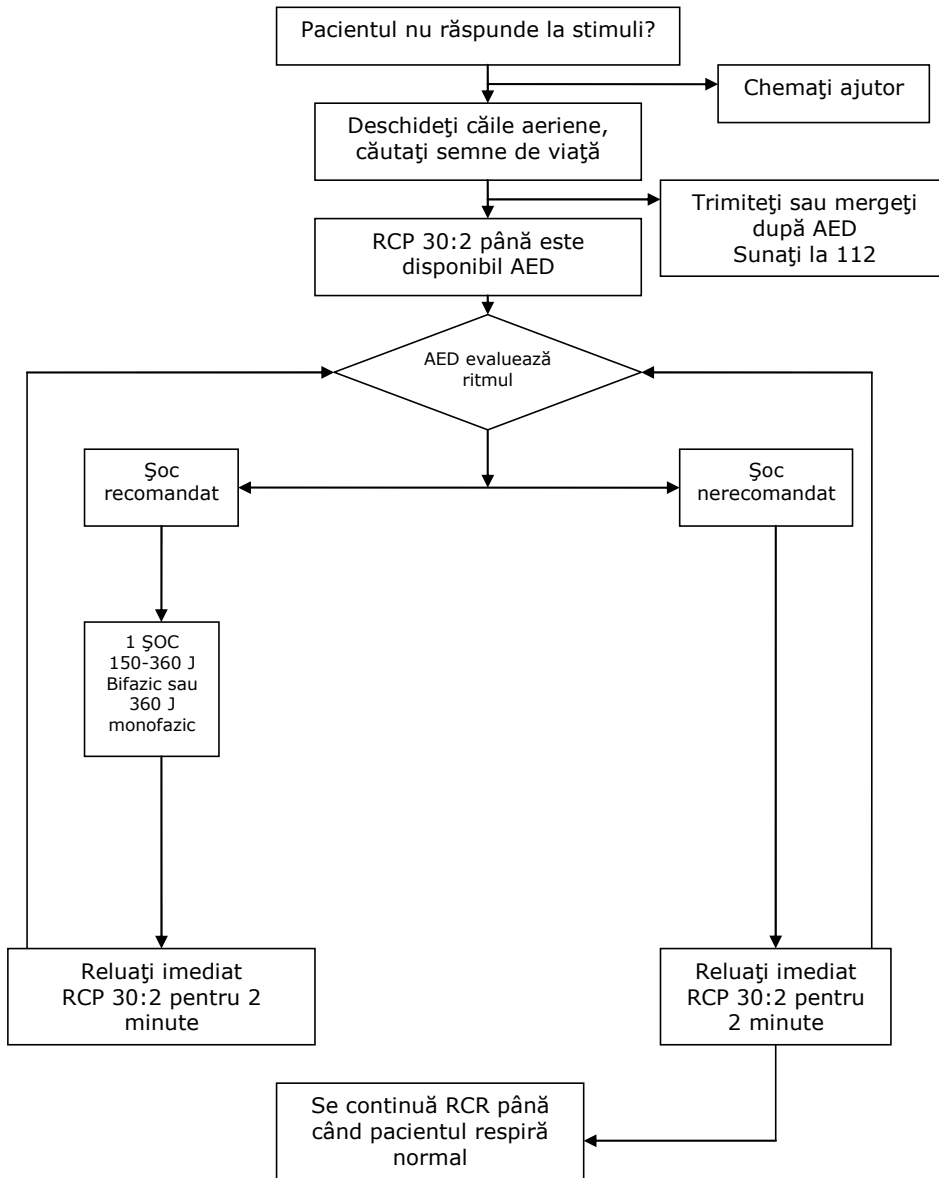 Pacientul nu răspunde la stimuli?
Chemaţi ajutor
Deschideţi căile aeriene,
căutaţi semne de viaţă
Trimiteţi sau mergeţi
după AED
Sunaţi la 112
RCP 30:2 până este
disponibil AED
AED evaluează
ritmul
Şoc
recomandat
Şoc
nerecomandat
1 ŞOC
150-360 J
Bifazic sau
360 J
monofazic
Reluaţi imediat
RCP 30:2 pentru 2
minute
Reluaţi imediat
RCP 30:2 pentru
2 minute
Se continuă RCR până
când pacientul respiră
normal